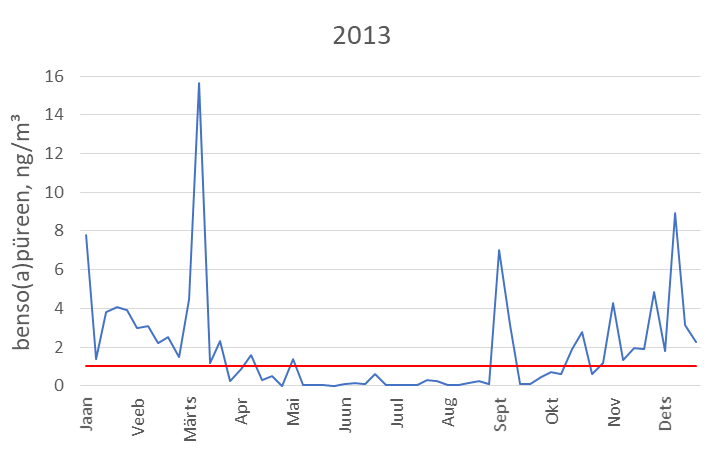 2013
benso(a)püreen, ng/m³
16
14
12
10
8
6
4
2
0
Jaan
Veeb
Märts
Apr
Mai
Juun
Juul
Aug
Sept
Okt
Nov
Dets